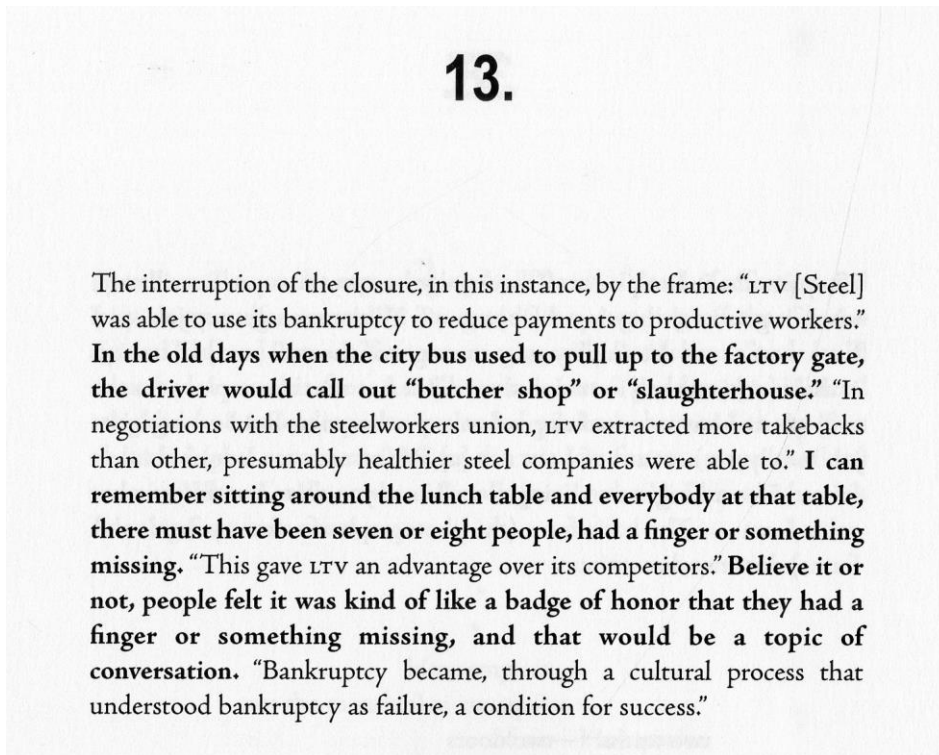 13.
The interruption of the closure, in this instance, by the frame: “LTV [Steel]
was able to use its bankruptcy to reduce payments to productive workers.”
In the old days when the city bus used to pull up to the factory gate,
the driver would call out “butcher shop” or “slaughterhouse.” “In
negotiations with the steelworkers union, LTV extracted more takebacks
than other, presumably healthier steel companies were able to.” I can
remember sitting around the lunch table and everybody at that table,
there must have been seven or eight people, had a finger or something
missing. “This gave LTV an advantage over its competitors.” Believe it or
not, people felt it was kind of like a badge of honor that they had a
finger or something missing, and that would be a topic of
conversation. “Bankruptcy became, through a cultural process that
understood bankruptcy as failure, a condition for success.”